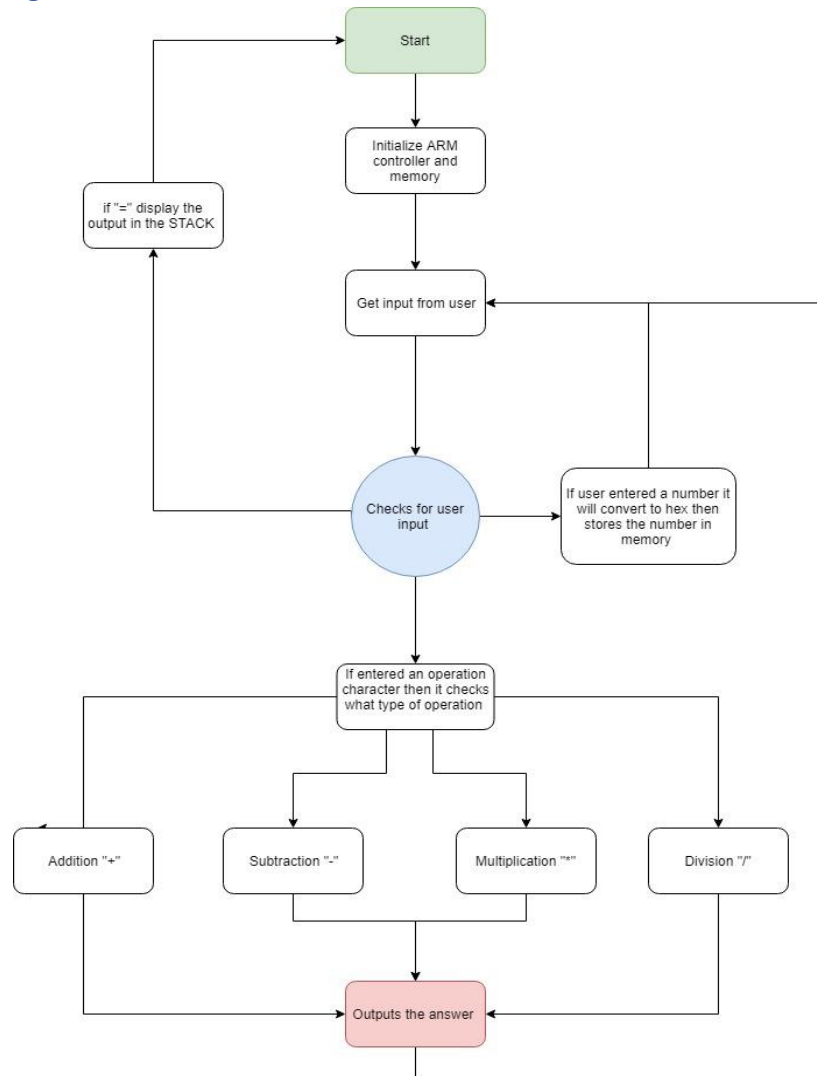 Start
Initialize ARM
controller and
memory
if "=" display the
output in the STACK
Get input from user
Checks for user
input
If user entered a number it
will convert to hex then
stores the number in
memory
If entered an operation
character then it checks
what type of operation
Addition "+"
Subtraction "-"
Multiplication "*"
Division "/"
Outputs the answer